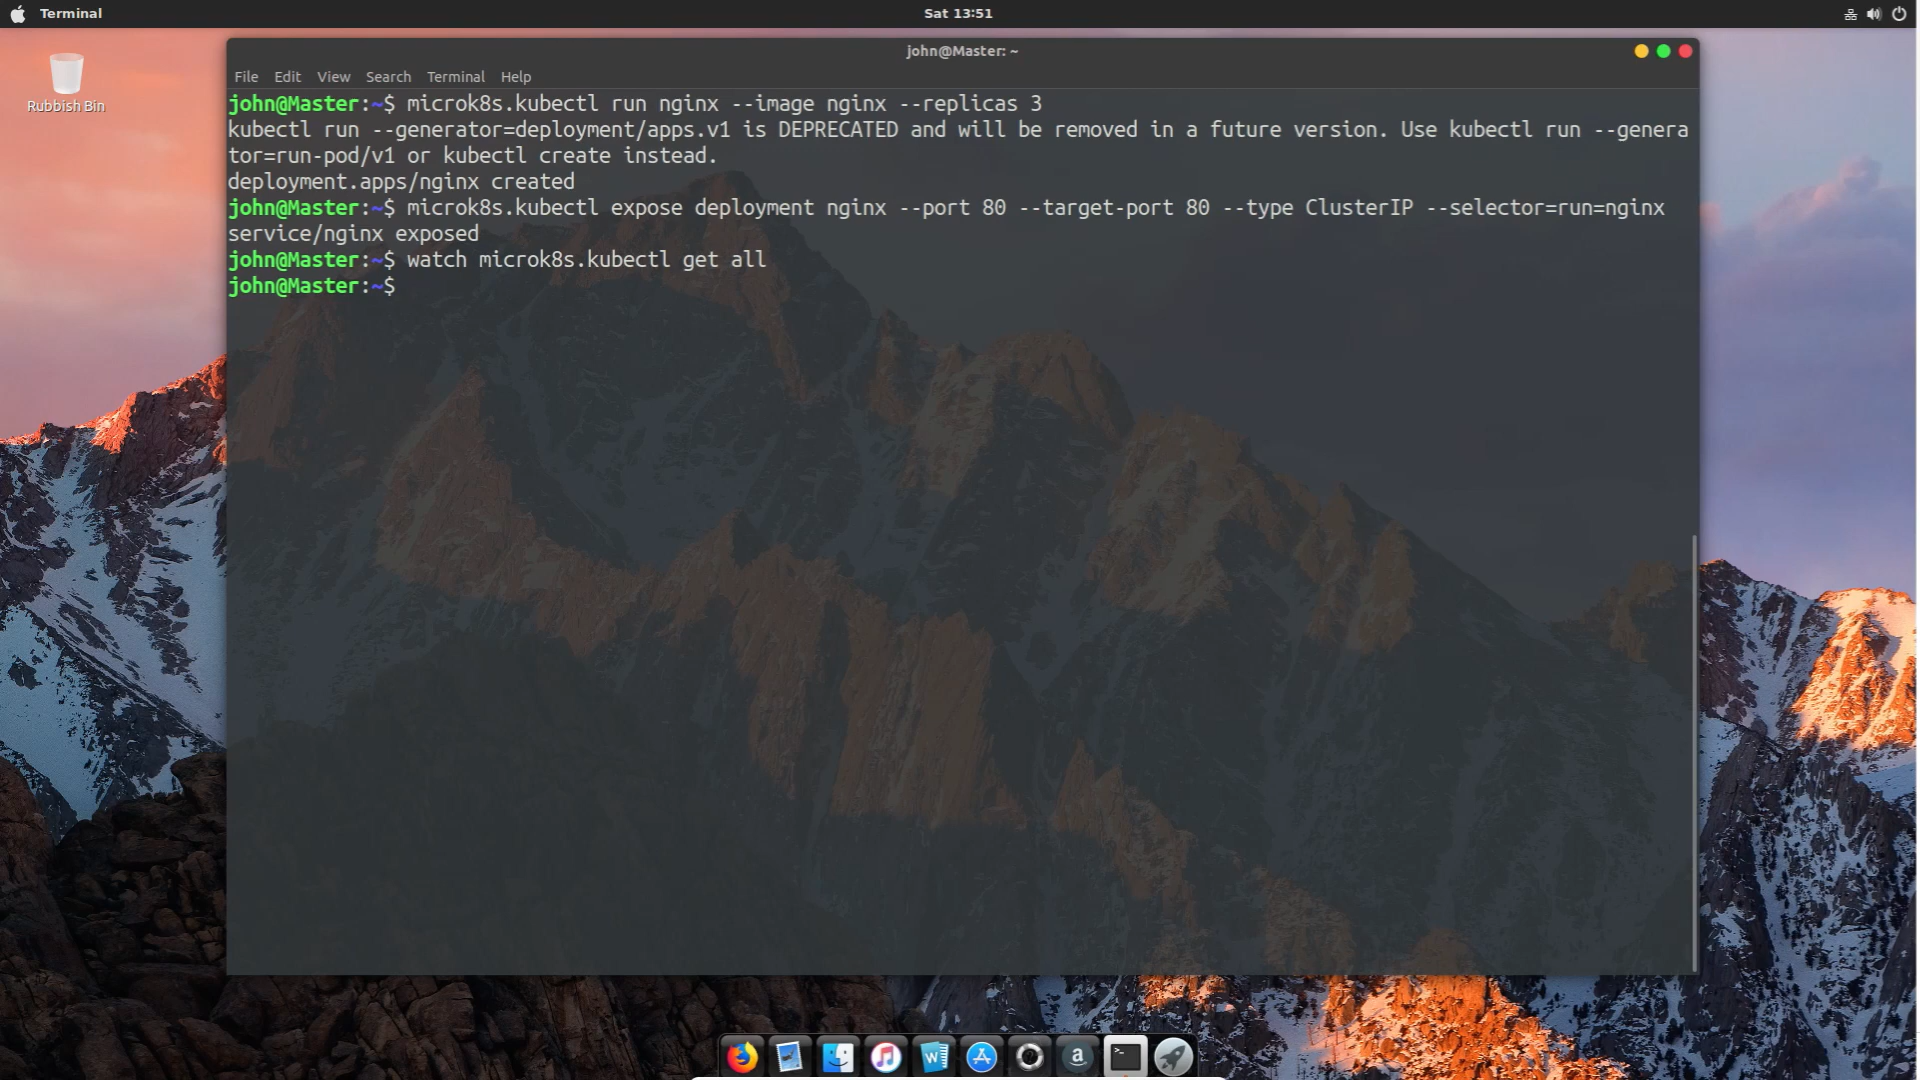 Terminal
Sat 13:51
Rubbish Bin
john@Master: ~
File Edit View Search Terminal Help
john@Master:~$ microk8s.kubectl run nginx --image nginx --replicas 3
kubectl run --generator=deployment/apps.v1 is DEPRECATED and will be removed in a future version. Use kubectl run --genera
tor=run-pod/v1 or kubectl create instead.
deployment.apps/nginx created
john@Master:~$ microk8s.kubectl expose deployment nginx --port 80 --target-port 80 --type ClusterIP --selector=run=nginx
service/nginx exposed
john@Master:~$ watch microk8s.kubectl get all
john@Master:~$